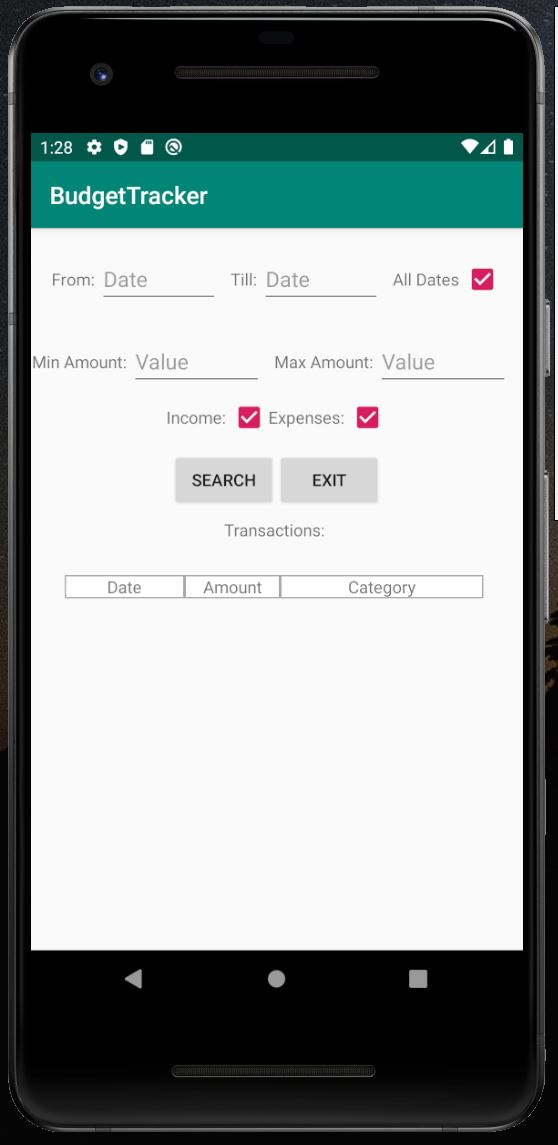 1:28
BudgetTracker
From: Date Till: Date All Dates
Min Amount: Value Max Amount: Value
Income: Expenses:
SEARCH EXIT
Transactions:
Date Amount Category